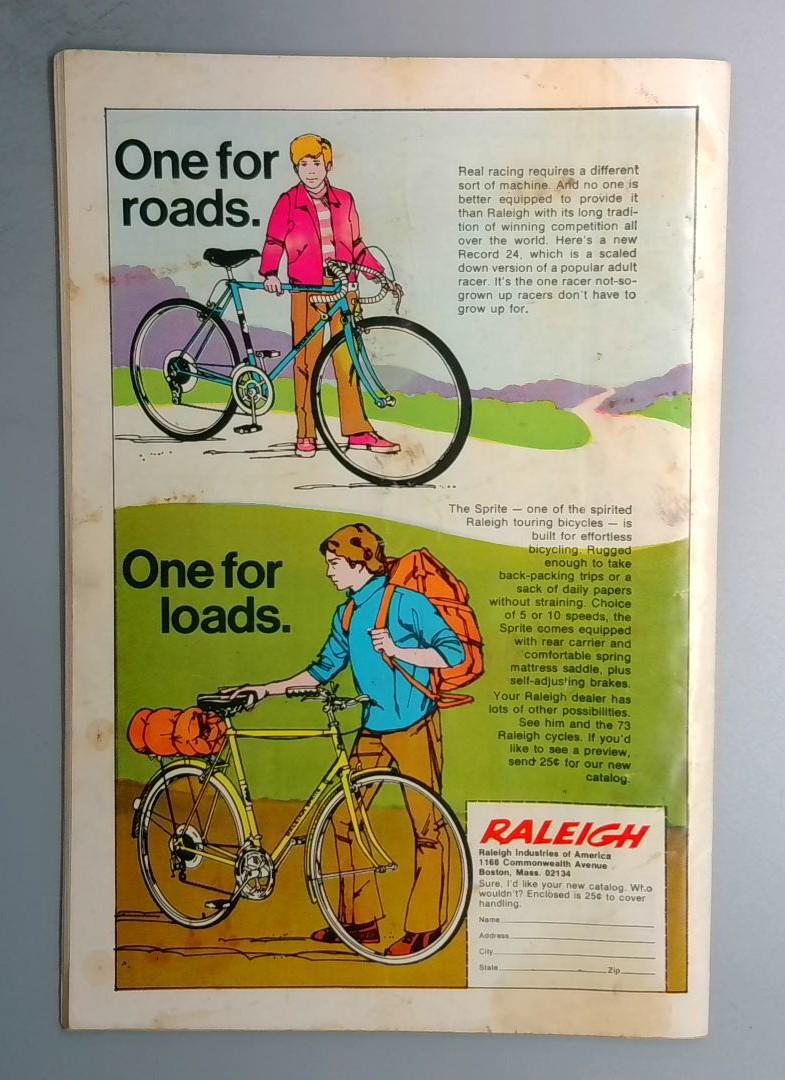 One for
roads.
Real racing requires a different
sort of machine. And no one is
better equipped to provide it
than Raleigh with its long tradi-
tion of winning competition all
over the world. Here's a new
Record 24, which is a scaled
down version of a popular adult
racer. It's the one racer not-so-
grown up racers don't have to
grow up for.
The Sprite — one of the spirited
Raleigh touring bicycles — is
built for effortless
bicycling. Rugged
enough to take
back-packing trips or a
sack of daily papers
without straining. Choice
of 5 or 10 speeds, the
Sprite comes equipped
with rear carrier and
comfortable spring
mattress saddle, plus
self-adjusting brakes.
Your Raleigh dealer has
lots of other possibilities.
See him and the 73
Raleigh cycles. If you'd
like to see a preview,
send 25¢ for our new
catalog.
One for
loads.
RALEIGH
Raleigh Industries of America
1168 Commonwealth Avenue
Boston, Mass. 02134
Sure, I'd like your new catalog. Who
wouldn't? Enclosed is 25¢ to cover
handling.
Name
Address
City
State Zip